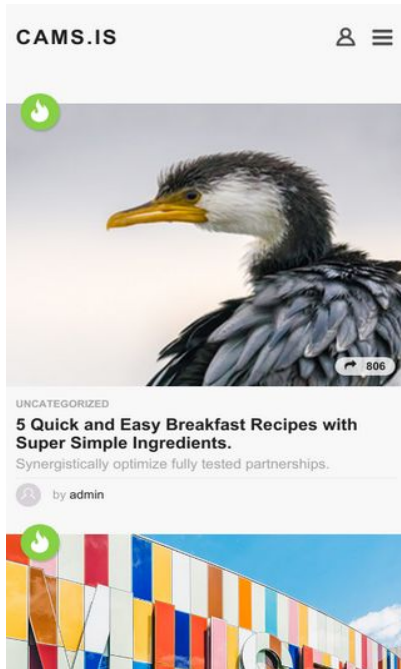 CAMS.IS
806
UNCATEGORIZED
5 Quick and Easy Breakfast Recipes with
Super Simple Ingredients.
Synergistically optimize fully tested partnerships.
by admin